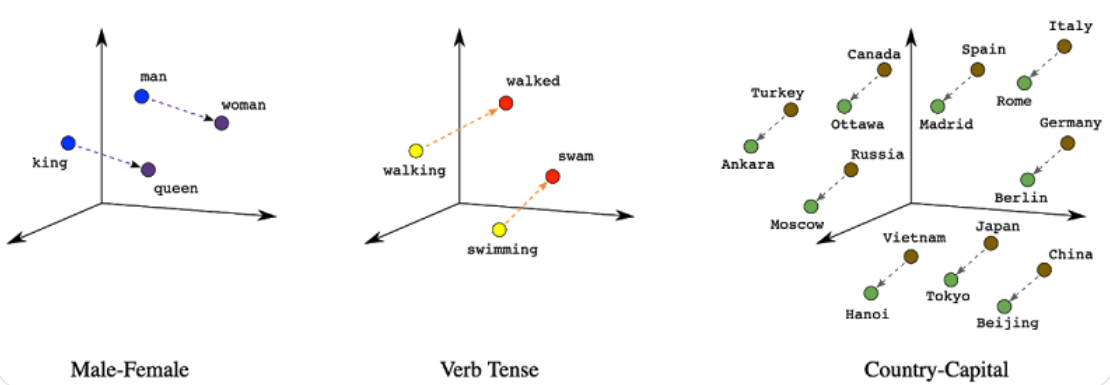 man
woman
king
queen
Male-Female
walked
walking
swam
swimming
Verb Tense
Italy
Canada
Spain
Rome
Turkey
Ottawa
Madrid
Germany
Ankara
Russia
Berlin
Moscow
Japan
Vietnam
China
Tokyo
Hanoi
Beijing
Country-Capital